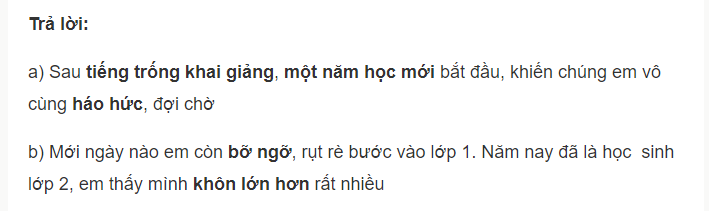 Trả lời:
a) Sau tiếng trống khai giảng, một năm học mới bắt đầu, khiến chúng em vô
cùng háo hức, đợi chờ
b) Mới ngày nào em còn bỡ ngỡ, rụt rè bước vào lớp 1. Năm nay đã là học sinh
lớp 2, em thấy mình khôn lớn hơn rất nhiều